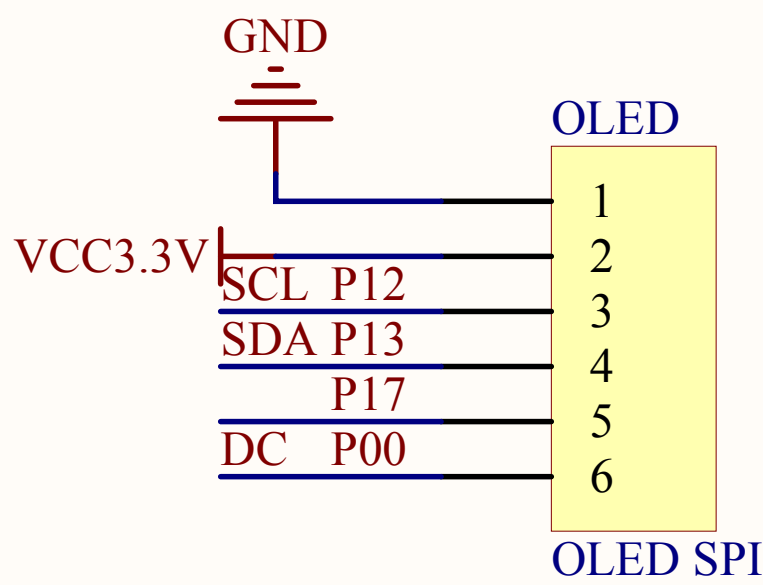 GND
OLED
1
VCC3.3V 2
SCL P12 3
SDA P13 4
P17 5
DC P00 6
OLED SPI